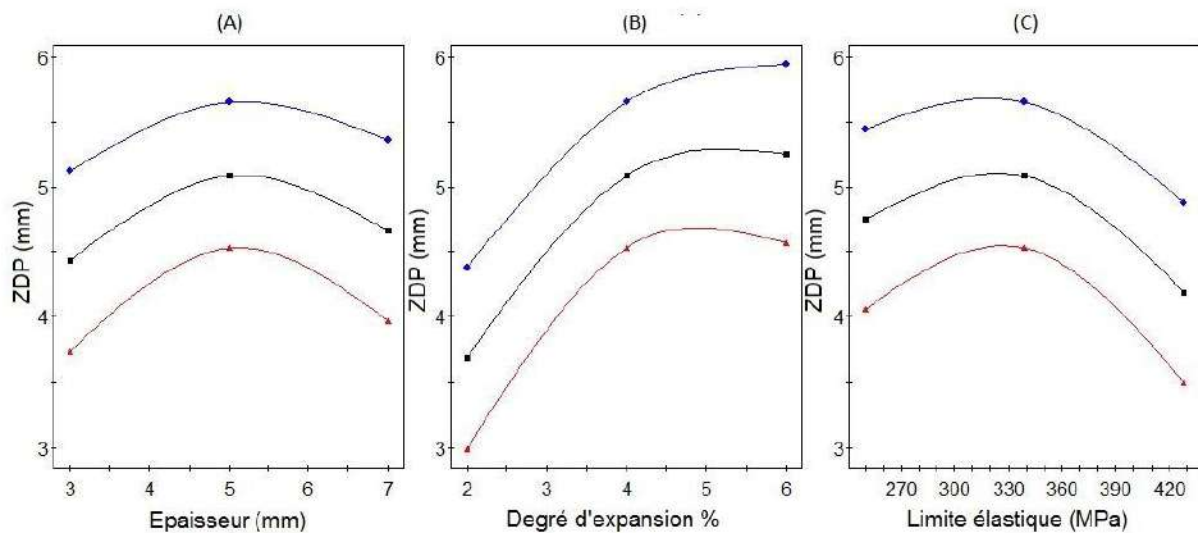 (A)
(B)
(C)
6
5
4
3
ZDP (mm)
3 4 5 6 7
Epaisseur (mm)
6
5
4
3
ZDP (mm)
2 3 4 5 6
Degré d'expansion %
6
5
4
3
ZDP (mm)
270 300 330 360 390 420
Limite élastique (MPa)